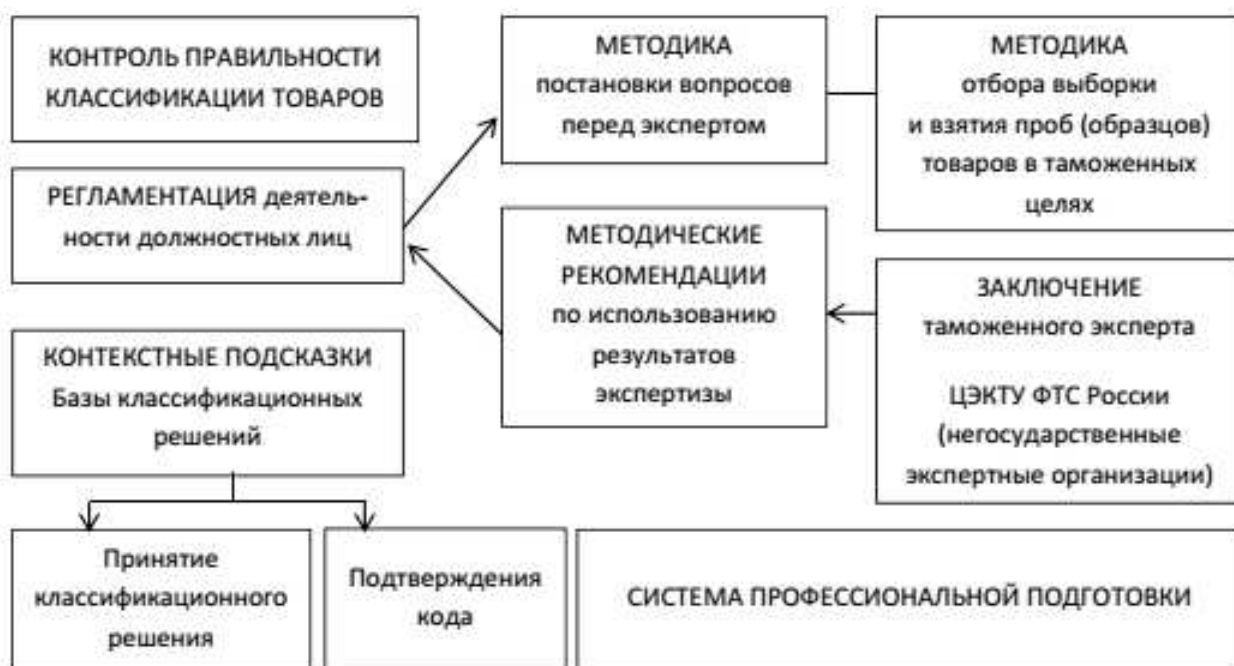 КОНТРОЛЬ ПРАВИЛЬНОСТИ
КЛАССИФИКАЦИИ ТОВАРОВ
МЕТОДИКА
постановки вопросов
перед экспертом
МЕТОДИКА
отбора выборки
и взятия проб (образцов)
товаров в таможенных
целях
РЕГЛАМЕНТАЦИЯ деятель-
ности должностных лиц
МЕТОДИЧЕСКИЕ
РЕКОМЕНДАЦИИ
по использованию
результатов
экспертизы
ЗАКЛЮЧЕНИЕ
таможенного эксперта
ЦЭКТУ ФТС России
(негосударственные
экспертные организации)
КОНТЕКСТНЫЕ ПОДСКАЗКИ
Базы классификационных
решений
Принятие
классификационного
решения
Подтверждения
кода
СИСТЕМА ПРОФЕССИОНАЛЬНОЙ ПОДГОТОВКИ